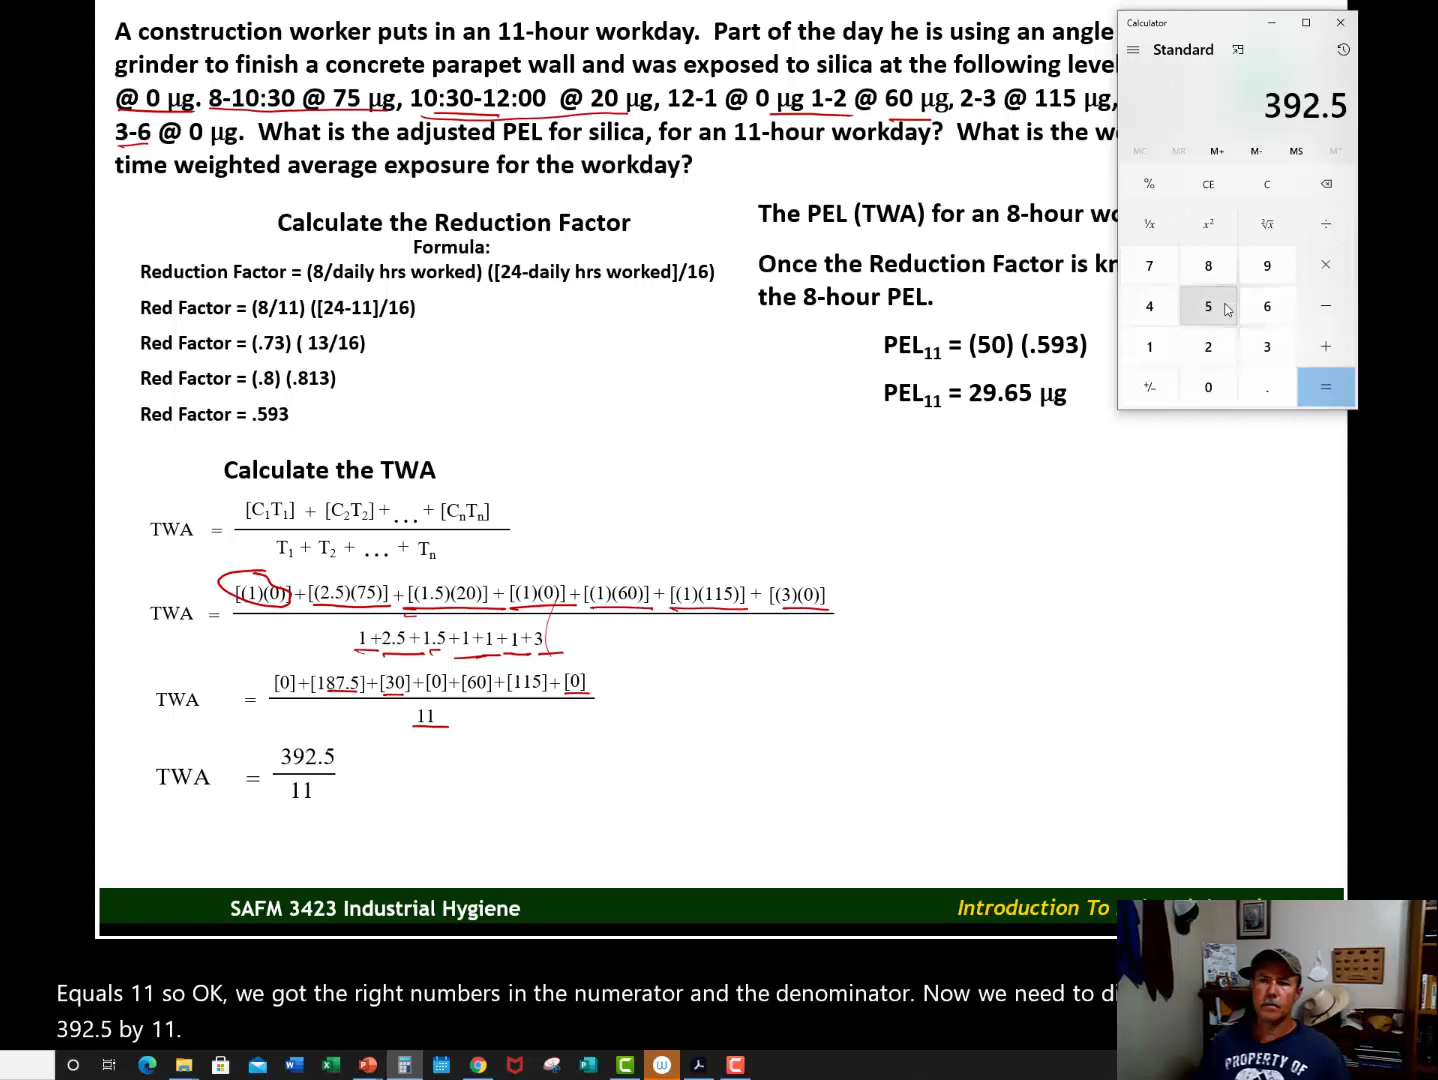 A construction worker puts in an 11-hour workday. Part of the day he is using an angle
grinder to finish a concrete parapet wall and was exposed to silica at the following
@ 0 µg. 8-10:30 @ 75 µg, 10:30-12:00 @ 20 µg, 12-1 @ 0 µg 1-2 @ 60 µg, 2-3 @ 115 µg,
3-6 @ 0 µg. What is the adjusted PEL for silica, for an 11-hour workday? What is the
time weighted average exposure for the workday?
Calculate the Reduction Factor
Formula:
Reduction Factor = (8/daily hrs worked) ([24-daily hrs worked]/16)
Red Factor = (8/11) ([24-11]/16)
Red Factor = (.73) ( 13/16)
Red Factor = (.8) (.813)
Red Factor = .593
The PEL (TWA) for an 8-hour
Once the Reduction Factor is
the 8-hour PEL.
PEL11 = (50) (.593)
PEL11 = 29.65 µg
Calculate the TWA
TWA = [C1T1] + [C2T2] + ... + [CnTn]
T1 + T2 + ... + Tn
TWA = [(1)(0)]+[(2.5)(75)]+[(1.5)(20)]+[(1)(0)]+[(1)(60)]+[(1)(115)]+[(3)(0)]
1+2.5+1.5+1+1+1+3
TWA = [0]+[187.5]+[30]+[0]+[60]+[115]+[0]
11
TWA = 392.5
11
Calculator
Standard
392.5
MC MR M+ M- MS
% CE C
1/x x² ²√x ÷
7 8 9 ×
4 5 6 −
1 2 3 +
+/− 0 . =
SAFM 3423 Industrial Hygiene
Introduction To
PROPERTY OF
Equals 11 so OK, we got the right numbers in the numerator and the denominator. Now we need to
392.5 by 11.